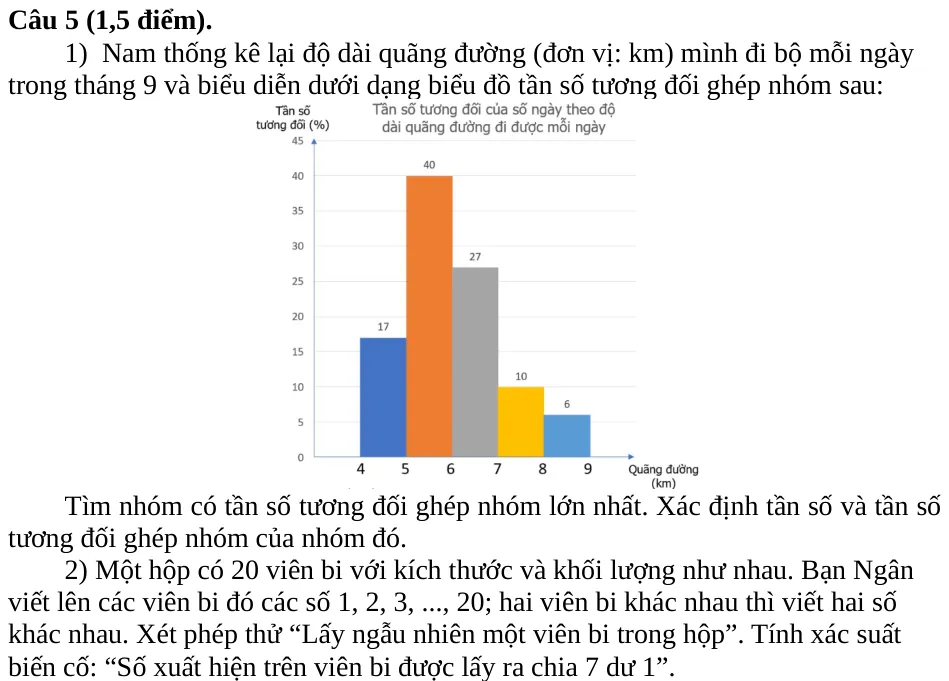 Câu 5 (1,5 điểm).
1) Nam thống kê lại độ dài quãng đường (đơn vị: km) mình đi bộ mỗi ngày
trong tháng 9 và biểu diễn dưới dạng biểu đồ tần số tương đối ghép nhóm sau:
Tần số
tương đối (%)
Tần số tương đối của số ngày theo độ
dài quãng đường đi được mỗi ngày
45
40
35
30
25
20
15
10
5
0
17
40
27
10
6
4 5 6 7 8 9 Quãng đường
(km)
Tìm nhóm có tần số tương đối ghép nhóm lớn nhất. Xác định tần số và tần số
tương đối ghép nhóm của nhóm đó.
2) Một hộp có 20 viên bi với kích thước và khối lượng như nhau. Bạn Ngân
viết lên các viên bi đó các số 1, 2, 3, ..., 20; hai viên bi khác nhau thì viết hai số
khác nhau. Xét phép thử “Lấy ngẫu nhiên một viên bi trong hộp”. Tính xác suất
biến cố: “Số xuất hiện trên viên bi được lấy ra chia 7 dư 1”.